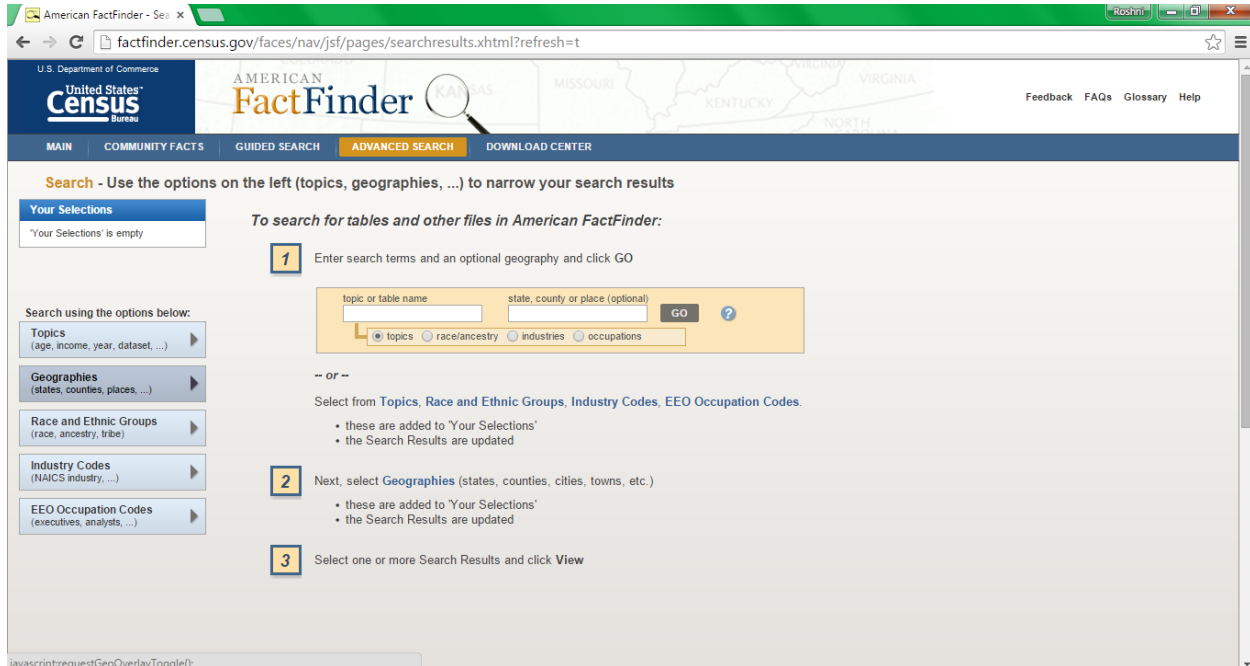 American FactFinder - Sea
Roshni
factfinder.census.gov/faces/nav/jsf/pages/searchresults.xhtml?refresh=t
U.S. Department of Commerce
United States™
Census
Bureau
AMERICAN
FactFinder
KANSAS
MISSOURI
KENTUCKY
VIRGINIA
NORTH
Feedback FAQs Glossary Help
MAIN COMMUNITY FACTS GUIDED SEARCH ADVANCED SEARCH DOWNLOAD CENTER
Search - Use the options on the left (topics, geographies, ...) to narrow your search results
Your Selections
'Your Selections' is empty
Search using the options below:
Topics
(age, income, year, dataset, ...)
Geographies
(states, counties, places, ...)
Race and Ethnic Groups
(race, ancestry, tribe)
Industry Codes
(NAICS industry, ...)
EEO Occupation Codes
(executives, analysts, ...)
To search for tables and other files in American FactFinder:
1 Enter search terms and an optional geography and click GO
topic or table name state, county or place (optional)
GO ?
topics race/ancestry industries occupations
-- or --
Select from Topics, Race and Ethnic Groups, Industry Codes, EEO Occupation Codes.
• these are added to 'Your Selections'
• the Search Results are updated
2 Next, select Geographies (states, counties, cities, towns, etc.)
• these are added to 'Your Selections'
• the Search Results are updated
3 Select one or more Search Results and click View
javascript:requestGeoOverlayToggle();